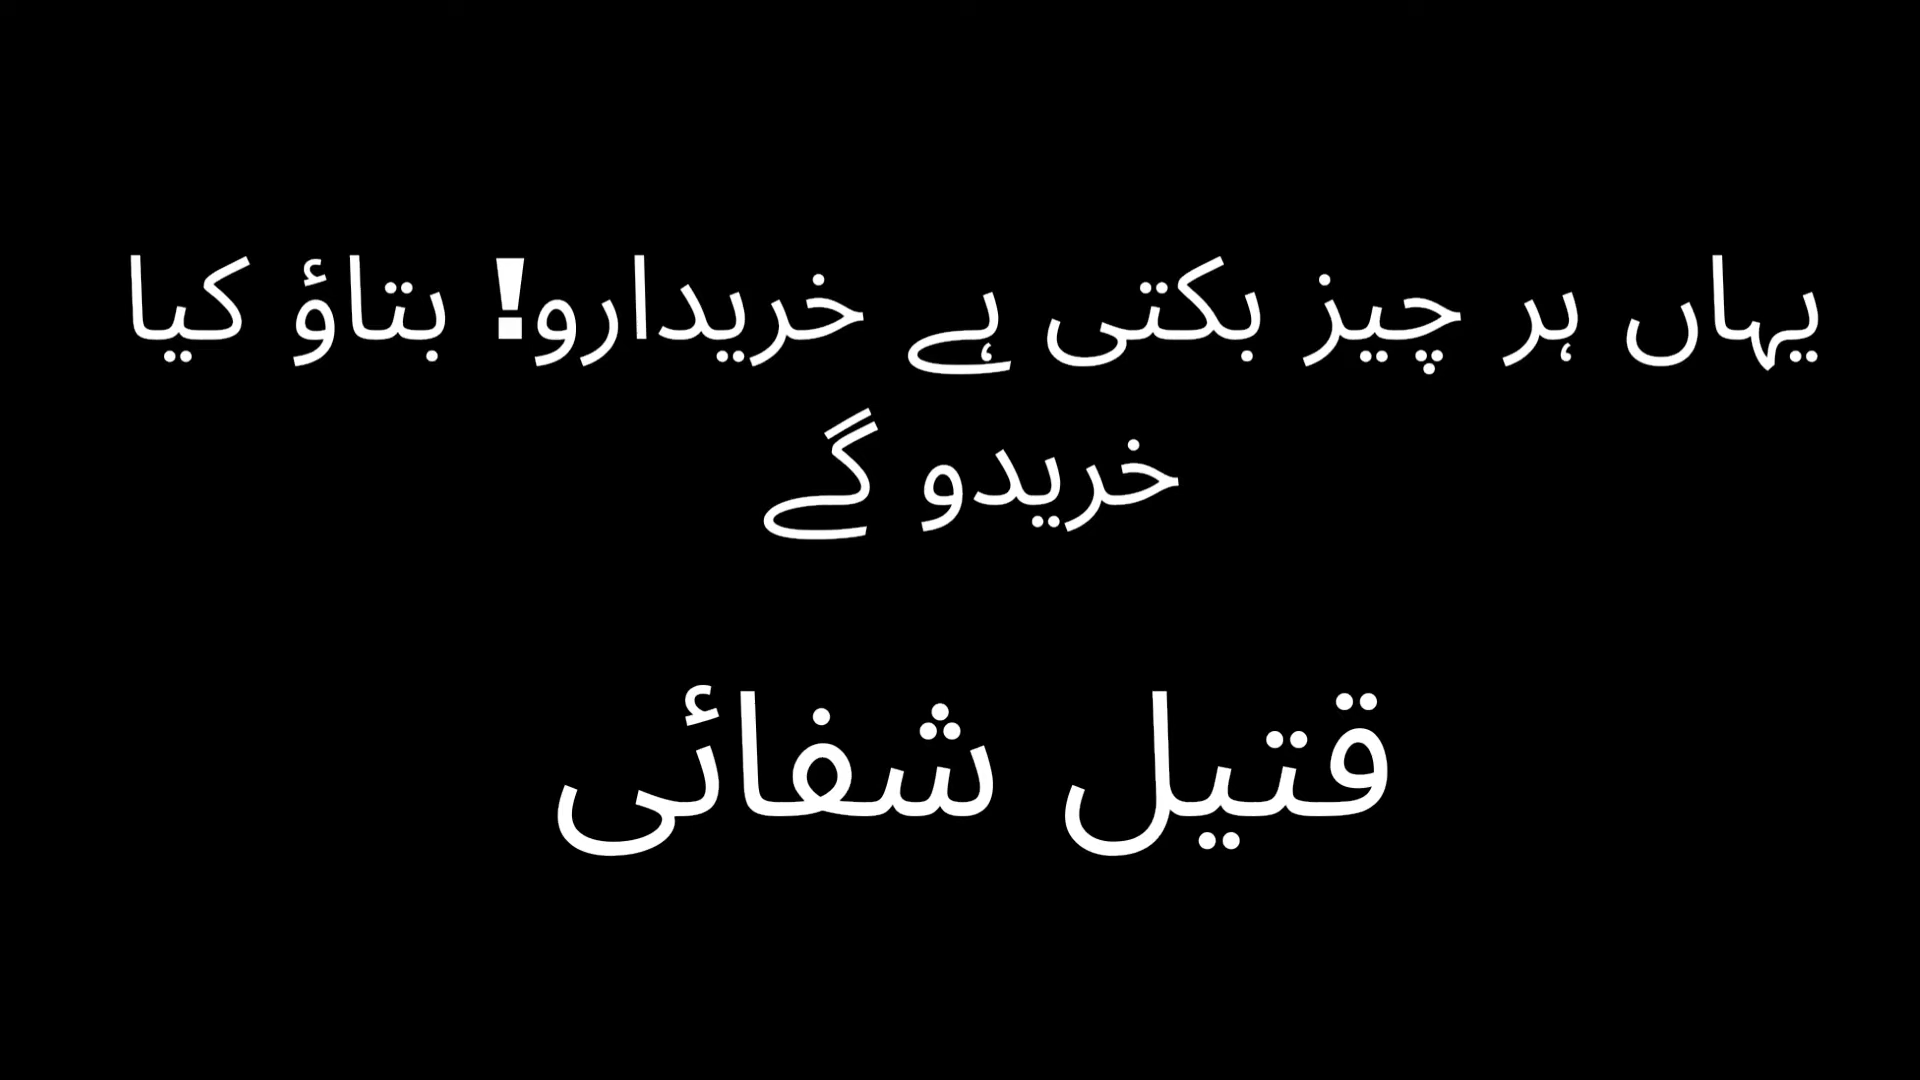 یہاں ہر چیز بکتی ہے خریدارو! بتاؤ کیا
خریدو گے
قتیل شفائی